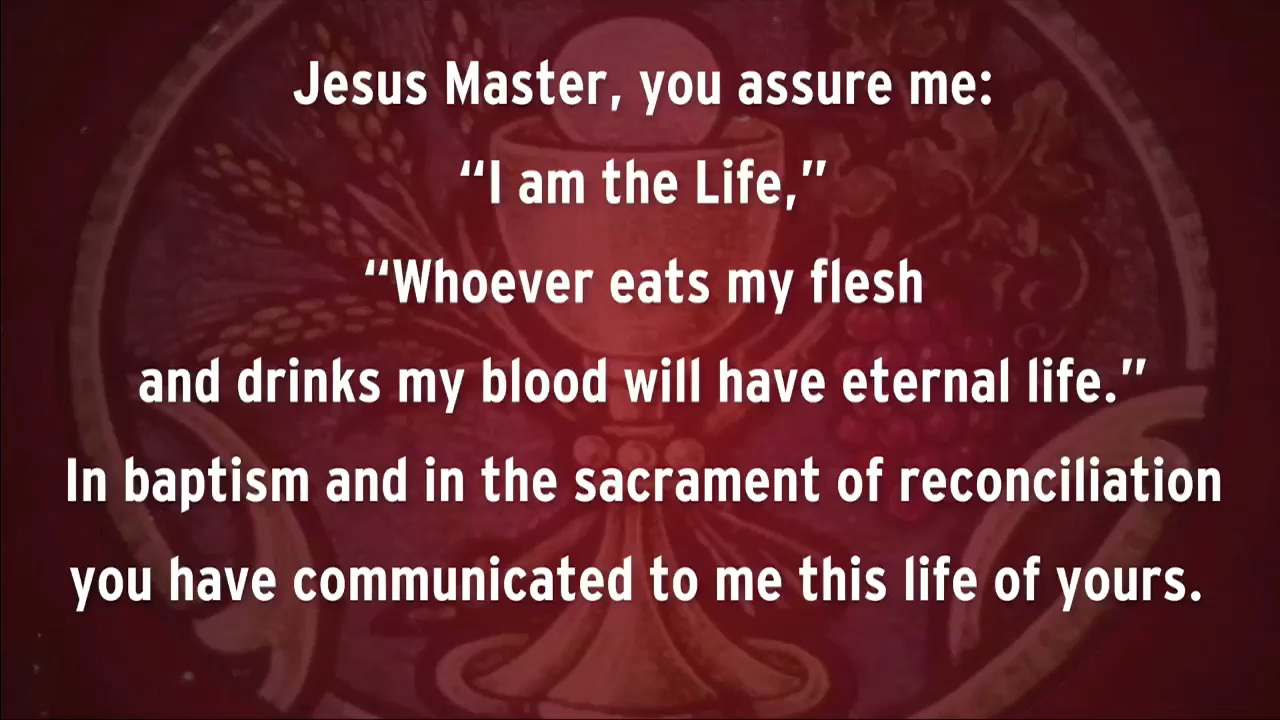 Jesus Master, you assure me:
“I am the Life,”
“Whoever eats my flesh
and drinks my blood will have eternal life.”
In baptism and in the sacrament of reconciliation
you have communicated to me this life of yours.